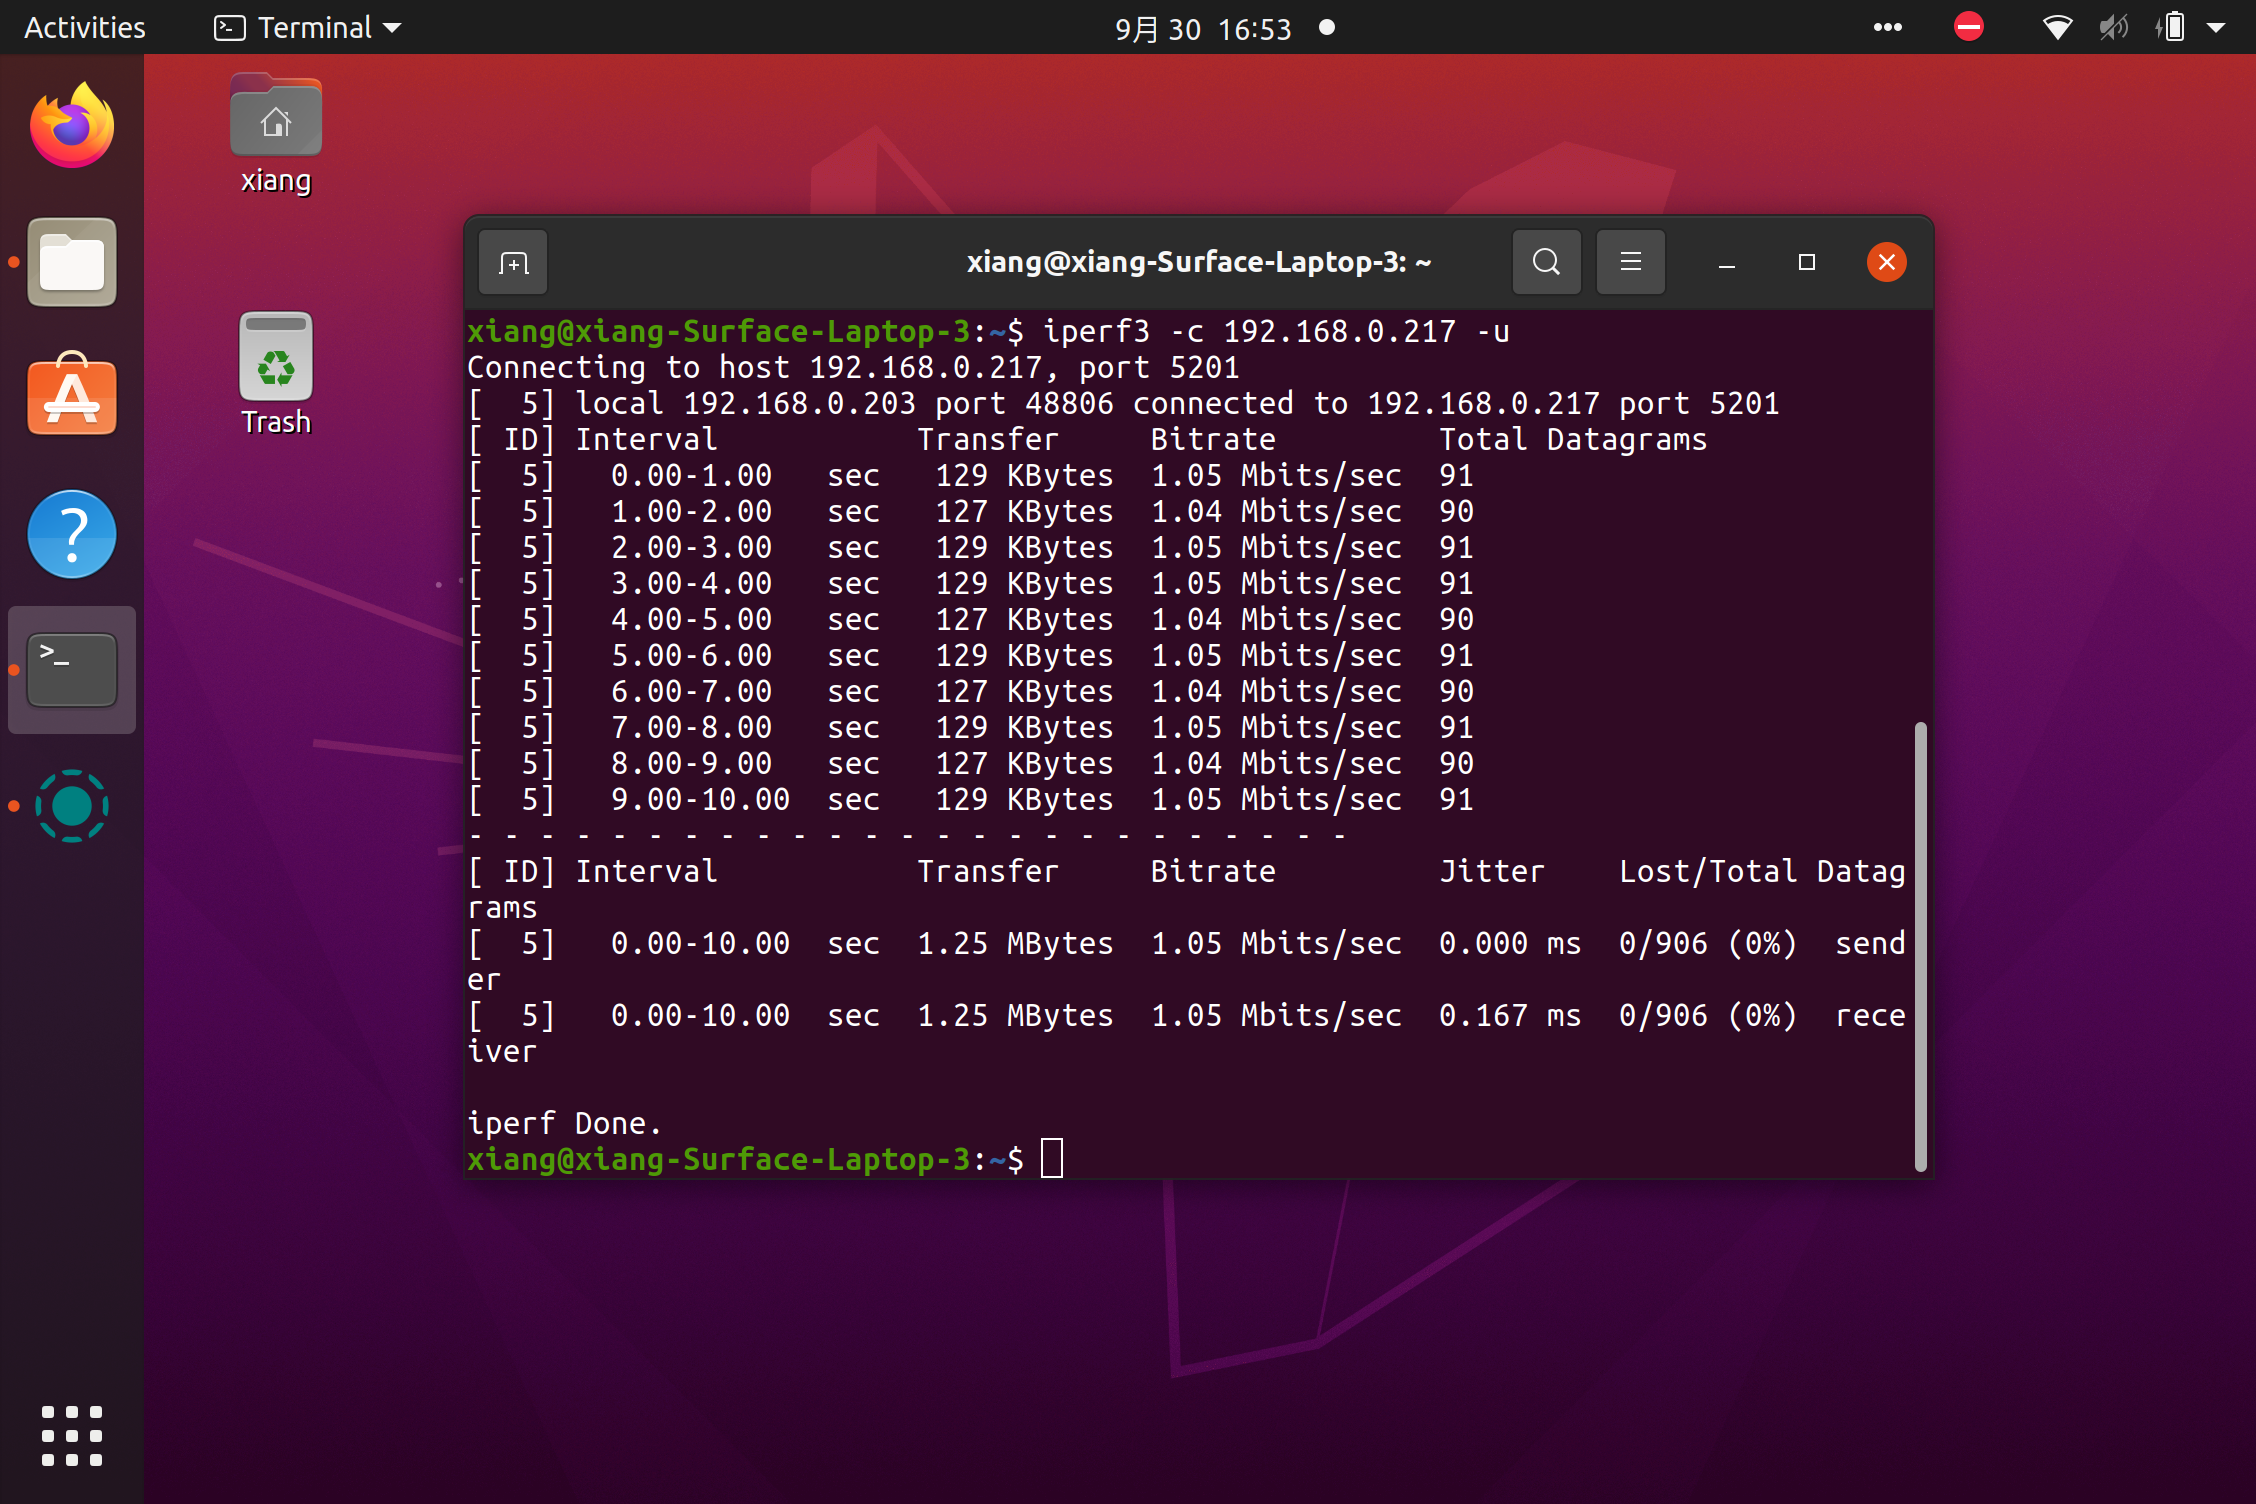 Activities
Terminal
9月 30 16:53
xiang
Trash
xiang@xiang-Surface-Laptop-3: ~
xiang@xiang-Surface-Laptop-3:~$ iperf3 -c 192.168.0.217 -u
Connecting to host 192.168.0.217, port 5201
[  5] local 192.168.0.203 port 48806 connected to 192.168.0.217 port 5201
[ ID] Interval           Transfer     Bitrate         Total Datagrams
[  5]   0.00-1.00   sec   129 KBytes  1.05 Mbits/sec  91
[  5]   1.00-2.00   sec   127 KBytes  1.04 Mbits/sec  90
[  5]   2.00-3.00   sec   129 KBytes  1.05 Mbits/sec  91
[  5]   3.00-4.00   sec   129 KBytes  1.05 Mbits/sec  91
[  5]   4.00-5.00   sec   127 KBytes  1.04 Mbits/sec  90
[  5]   5.00-6.00   sec   129 KBytes  1.05 Mbits/sec  91
[  5]   6.00-7.00   sec   127 KBytes  1.04 Mbits/sec  90
[  5]   7.00-8.00   sec   129 KBytes  1.05 Mbits/sec  91
[  5]   8.00-9.00   sec   127 KBytes  1.04 Mbits/sec  90
[  5]   9.00-10.00  sec   129 KBytes  1.05 Mbits/sec  91
- - - - - - - - - - - - - - - - - - - - - - - - -
[ ID] Interval           Transfer     Bitrate         Jitter    Lost/Total Datag
rams
[  5]   0.00-10.00  sec  1.25 MBytes  1.05 Mbits/sec  0.000 ms  0/906 (0%)  send
er
[  5]   0.00-10.00  sec  1.25 MBytes  1.05 Mbits/sec  0.167 ms  0/906 (0%)  rece
iver
iperf Done.
xiang@xiang-Surface-Laptop-3:~$